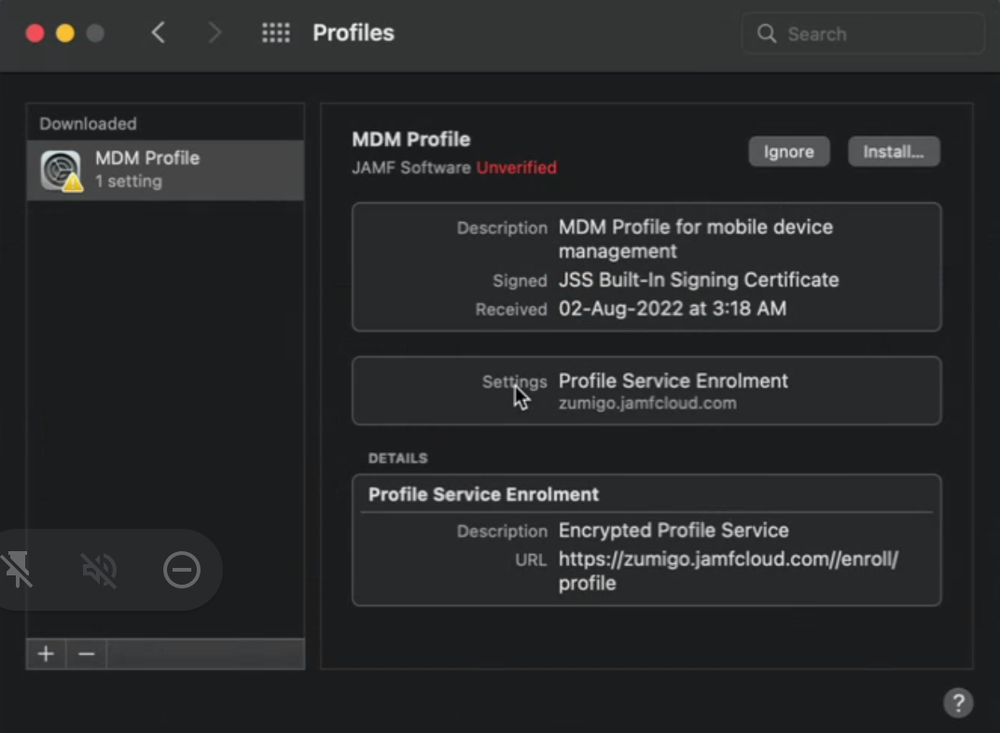 Profiles
Search
Downloaded
MDM Profile
1 setting
MDM Profile
JAMF Software Unverified
Ignore
Install...
Description MDM Profile for mobile device
management
Signed JSS Built-In Signing Certificate
Received 02-Aug-2022 at 3:18 AM
Settings Profile Service Enrolment
zumigo.jamfcloud.com
DETAILS
Profile Service Enrolment
Description Encrypted Profile Service
URL https://zumigo.jamfcloud.com//enroll/
profile
+ −
?